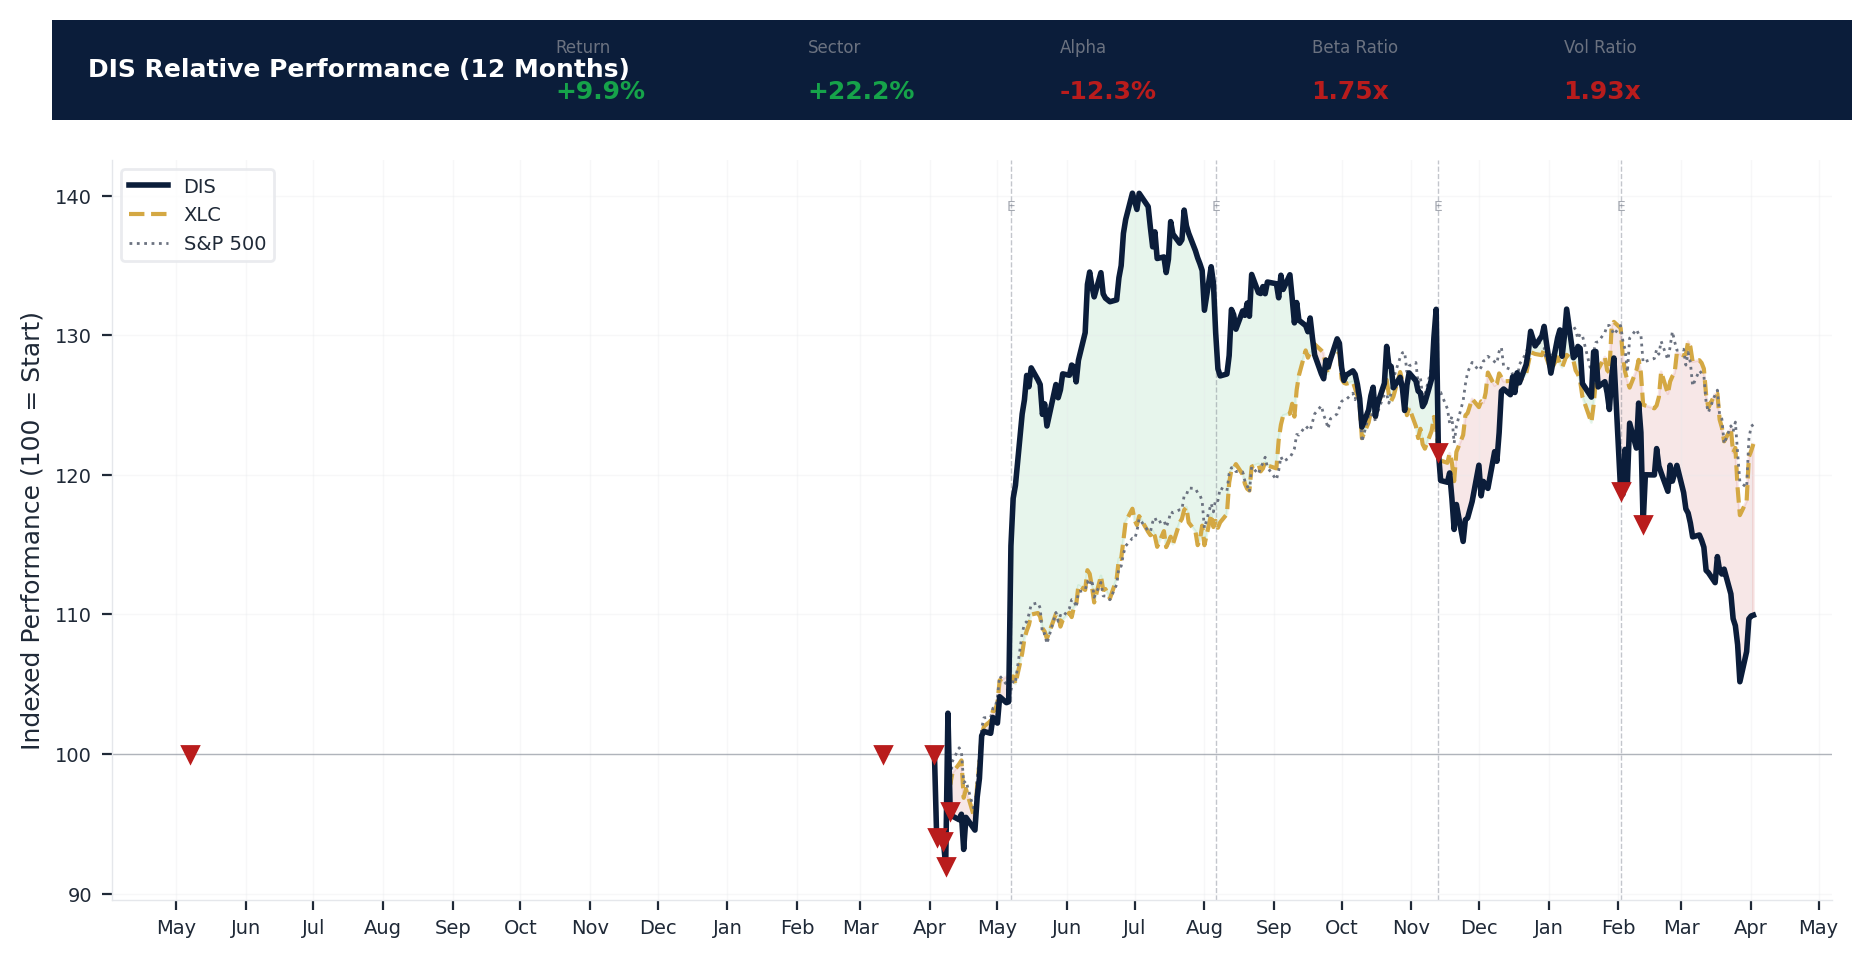 DIS Relative Performance (12 Months)
Return
+9.9%
Sector
+22.2%
Alpha
-12.3%
Beta Ratio
1.75x
Vol Ratio
1.93x
DIS
XLC
S&P 500
E E E E
Indexed Performance (100 = Start)
140
130
120
110
100
90
May Jun Jul Aug Sep Oct Nov Dec Jan Feb Mar Apr May Jun Jul Aug Sep Oct Nov Dec Jan Feb Mar Apr May